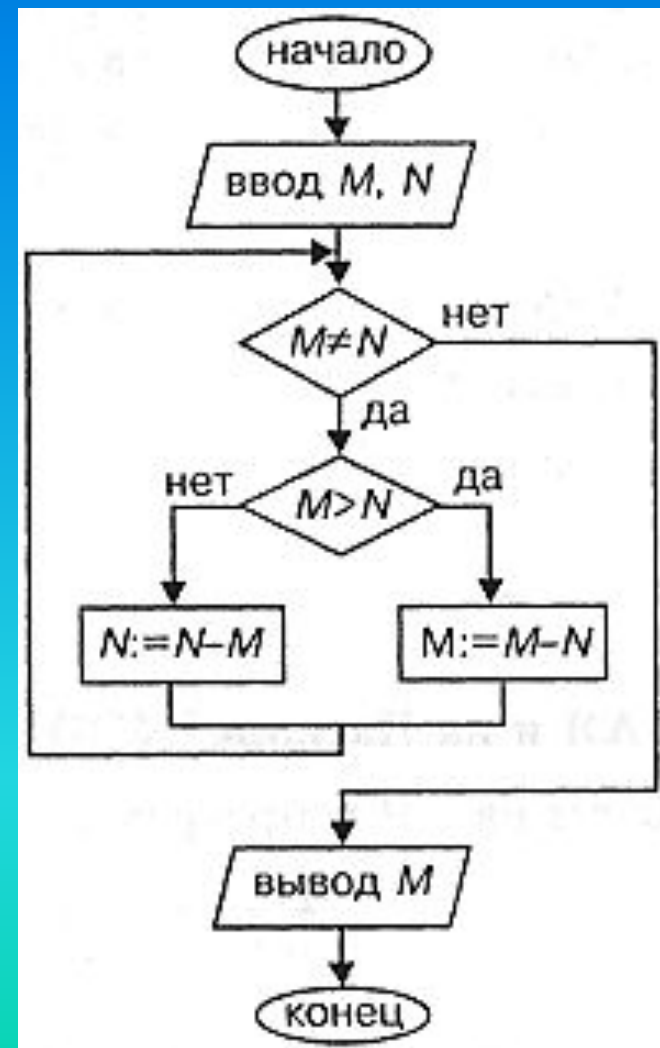 начало
ввод M, N
M≠N
нет
да
M>N
нет
да
N:=N–M
M:=M–N
вывод M
конец